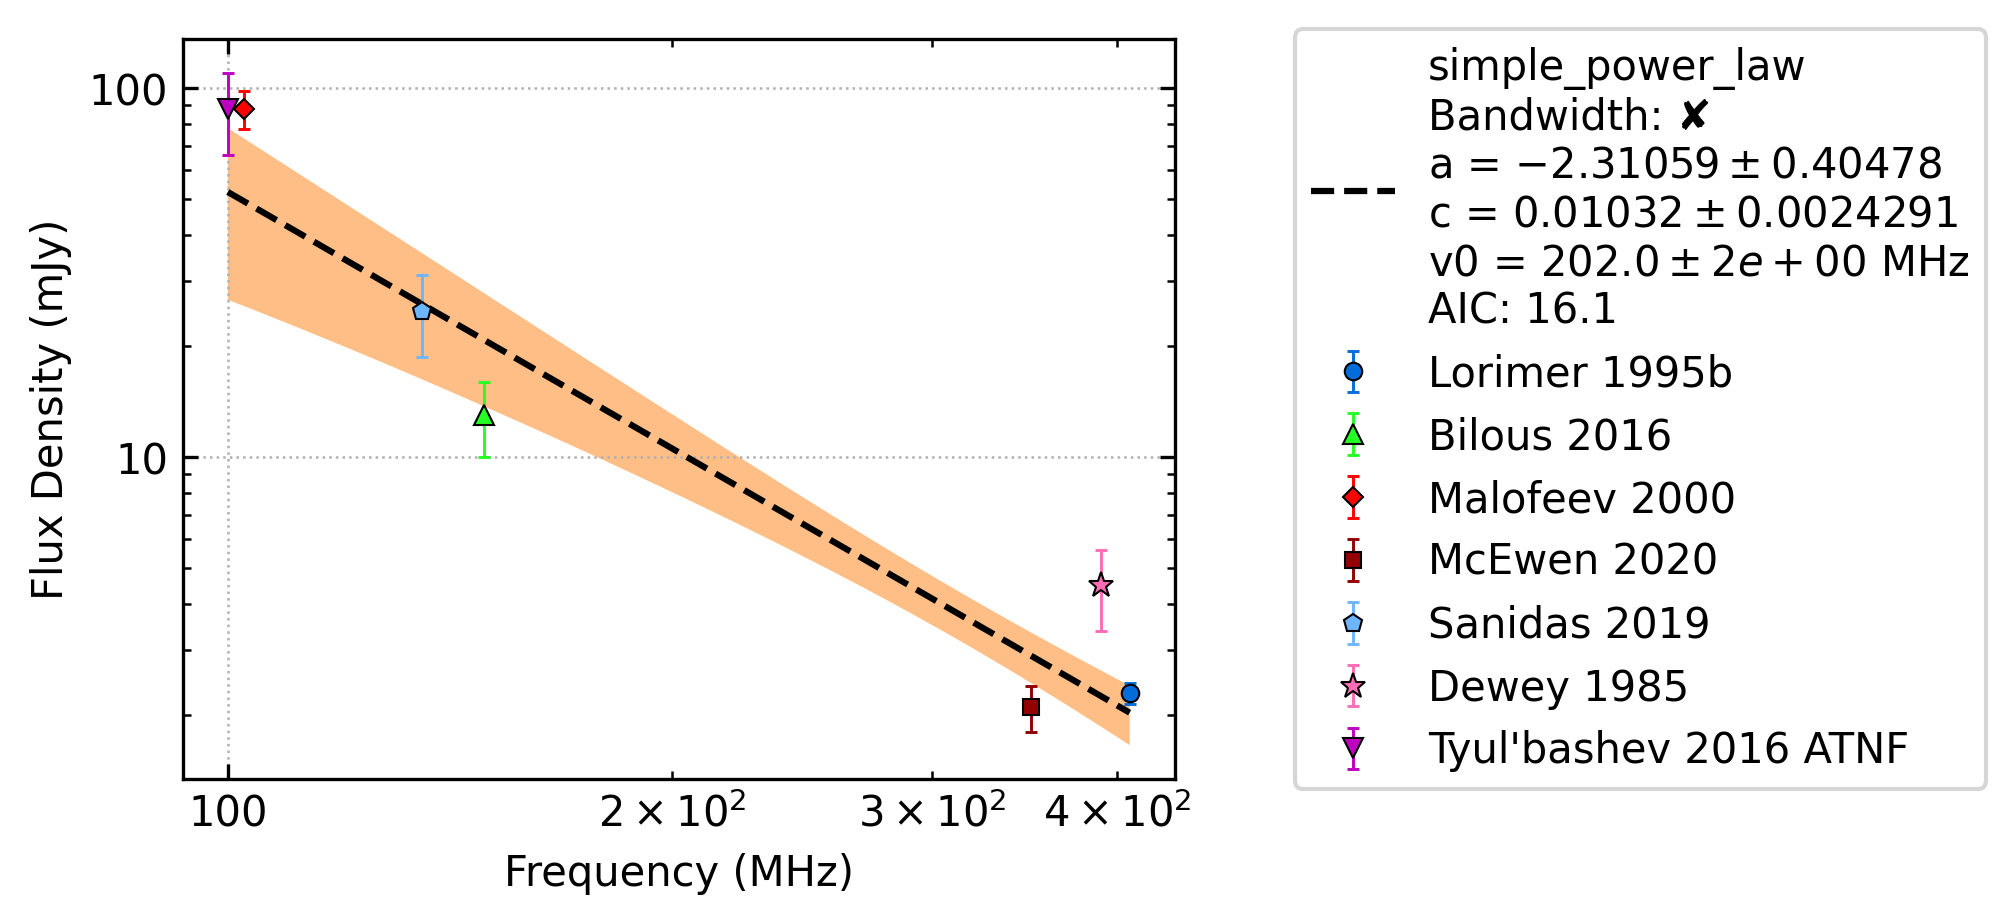 simple_power_law
Bandwidth: ✘
a = −2.31059 ± 0.40478
c = 0.01032 ± 0.0024291
v0 = 202.0 ± 2e + 00 MHz
AIC: 16.1
Lorimer 1995b
Bilous 2016
Malofeev 2000
McEwen 2020
Sanidas 2019
Dewey 1985
Tyul'bashev 2016 ATNF
Flux Density (mJy)
100
10
100
2 × 10²
3 × 10²
4 × 10²
Frequency (MHz)